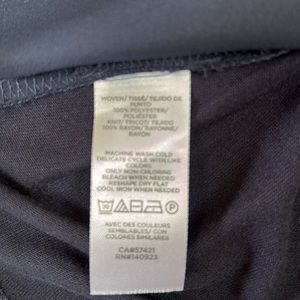 WOVEN/ TISSÉ/ TEJIDO DE
PUNTO
100% POLYESTER/
POLIÉSTER
KNIT/ TRICOT/ TEJIDO
100% RAYON/ RAYONNE/
RAYÓN
MACHINE WASH COLD
DELICATE CYCLE WITH LIKE
COLORS
ONLY NON-CHLORINE
BLEACH WHEN NEEDED
RESHAPE DRY FLAT
COOL IRON WHEN NEEDED
AVEC DES COULEURS
SEMBLABLES/ CON
COLORES SIMILARES
CA#57421
RN#140923